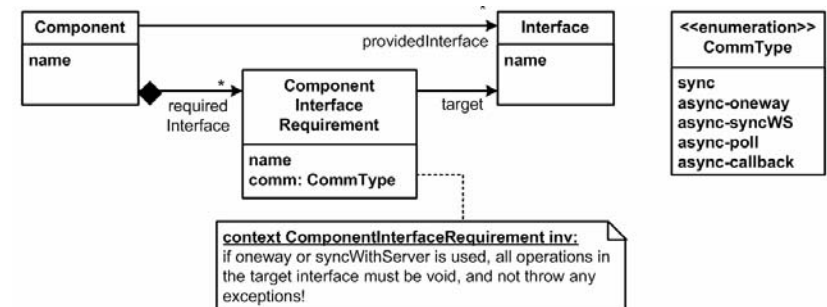 Component
name
*
providedInterface
Interface
name
<<enumeration>>
CommType
sync
async-oneway
async-syncWS
async-poll
async-callback
*
required
Interface
Component
Interface
Requirement
name
comm: CommType
target
context ComponentInterfaceRequirement inv:
if oneway or syncWithServer is used, all operations in
the target interface must be void, and not throw any
exceptions!